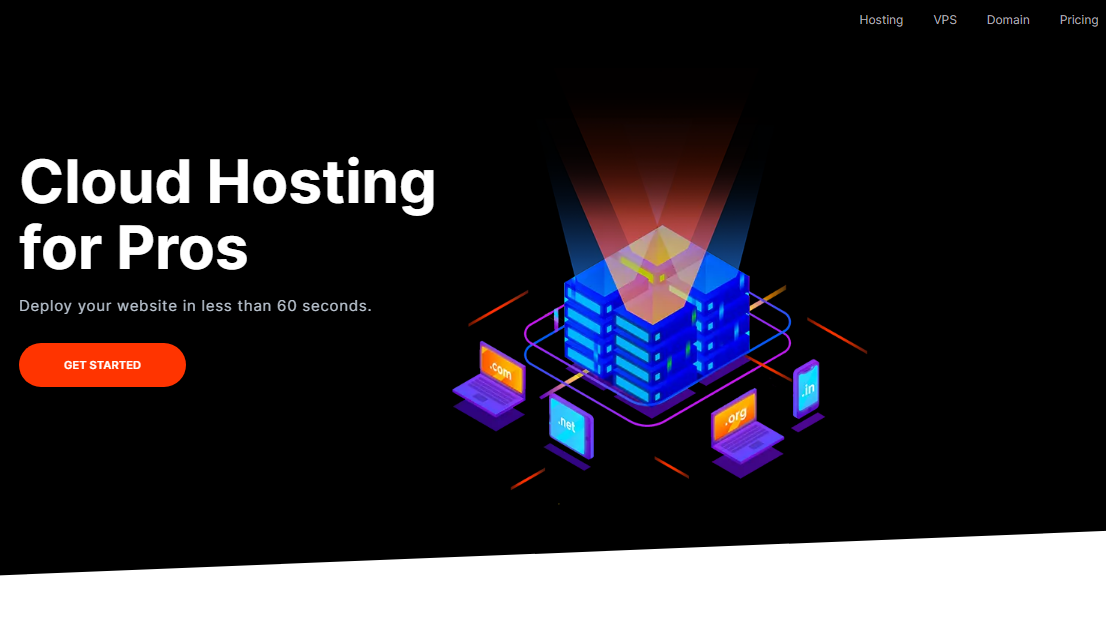 Hosting VPS Domain Pricing
Cloud Hosting
for Pros
Deploy your website in less than 60 seconds.
GET STARTED
.com
.net
.org
.in